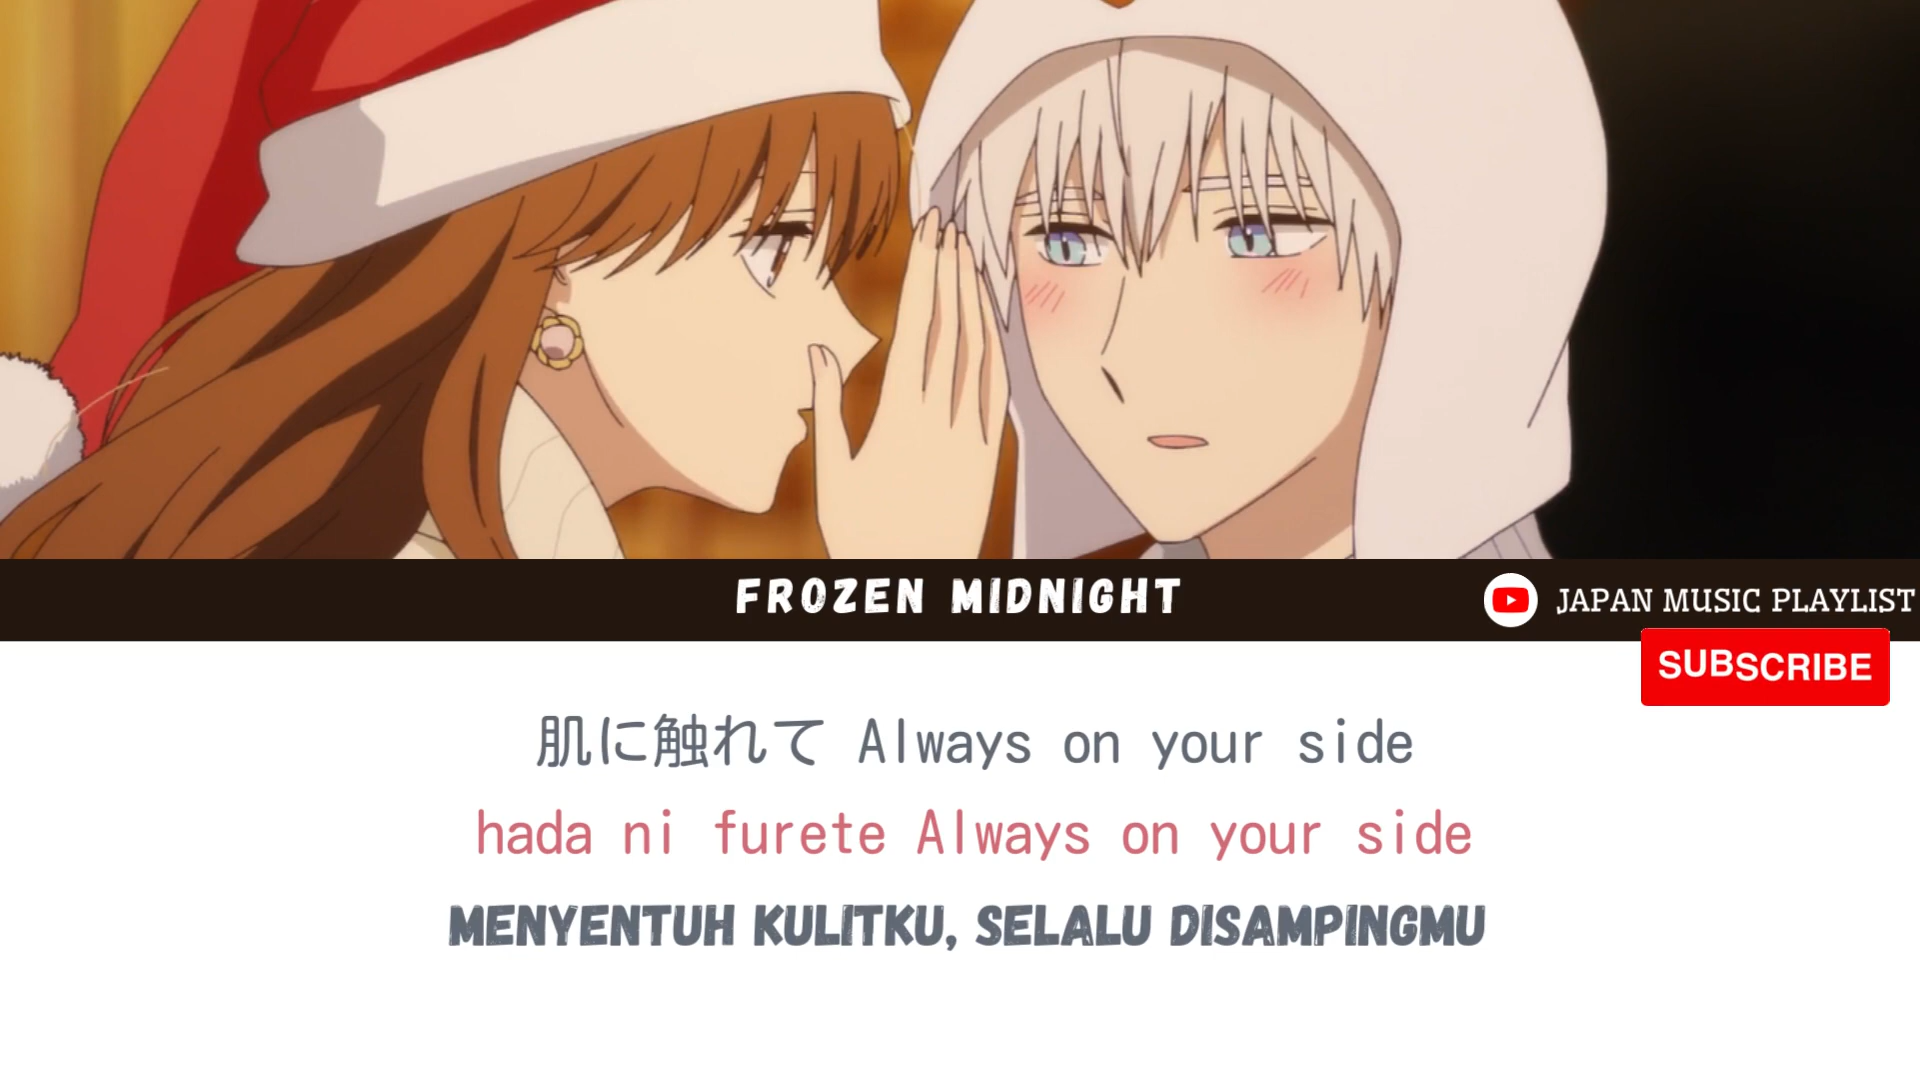 FROZEN MIDNIGHT
JAPAN MUSIC PLAYLIST
SUBSCRIBE
肌に触れて Always on your side
hada ni furete Always on your side
MENYENTUH KULITKU, SELALU DISAMPINGMU